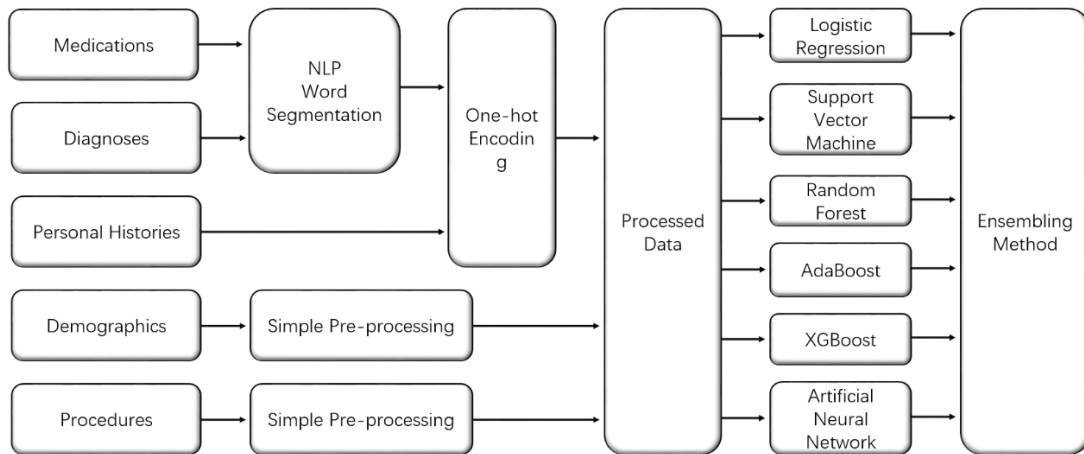 Medications
Diagnoses
Personal Histories
Demographics
Procedures
NLP
Word
Segmentation
Simple Pre-processing
Simple Pre-processing
One-hot
Encodin
g
Processed
Data
Logistic
Regression
Support
Vector
Machine
Random
Forest
AdaBoost
XGBoost
Artificial
Neural
Network
Ensembling
Method